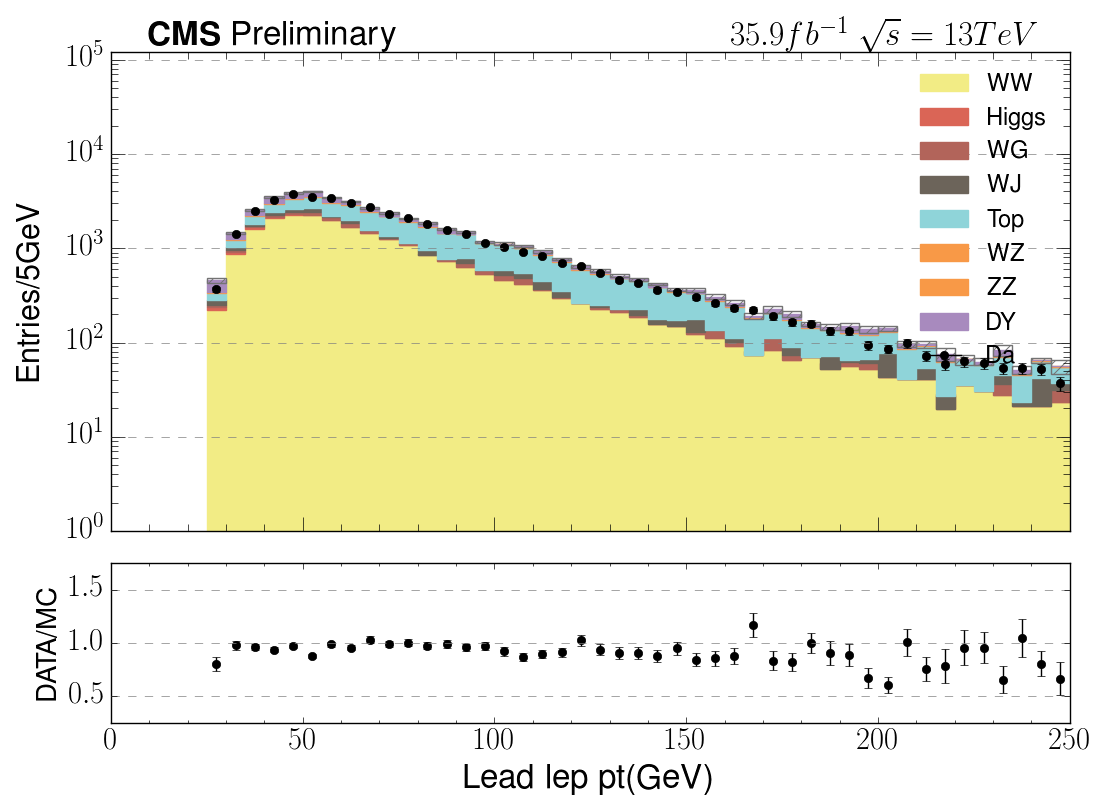 CMS Preliminary
35.9fb⁻¹ √s = 13TeV
Entries/5GeV
10⁵
10⁴
10³
10²
10¹
10⁰
WW
Higgs
WG
WJ
Top
WZ
ZZ
DY
Da
DATA/MC
1.5
1.0
0.5
0 50 100 150 200 250
Lead lep pt(GeV)